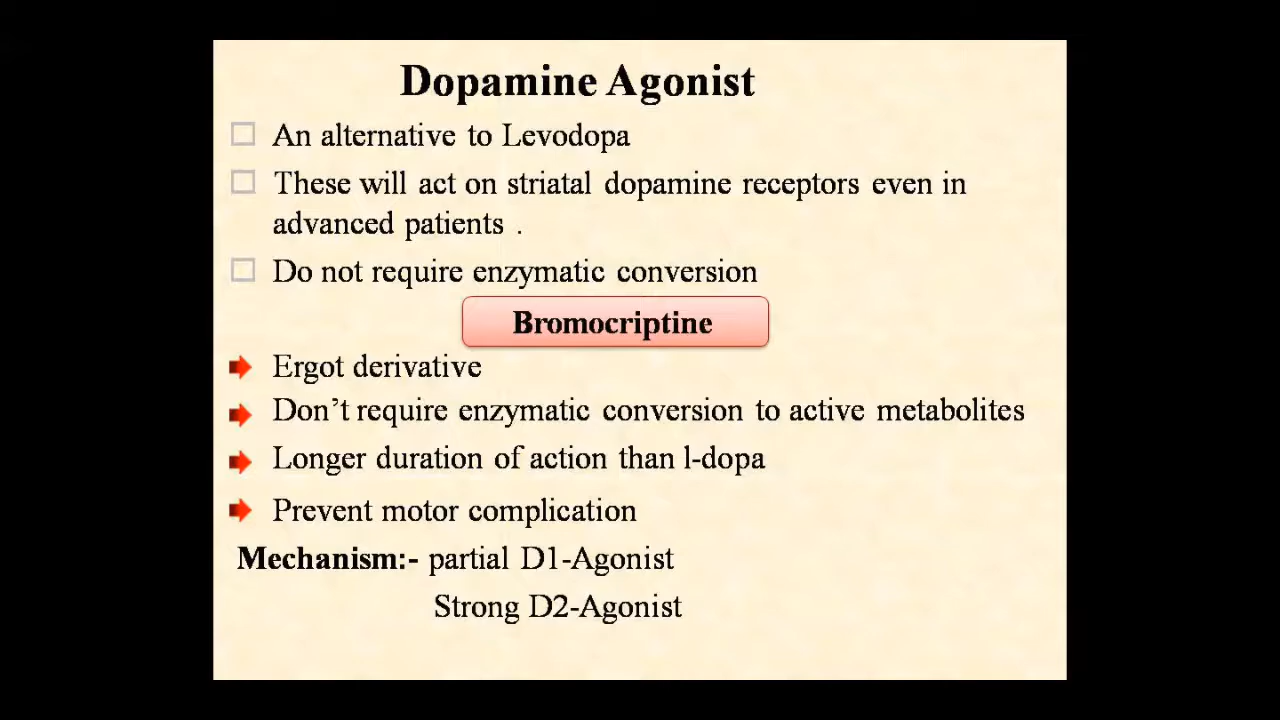 Dopamine Agonist
An alternative to Levodopa
These will act on striatal dopamine receptors even in
advanced patients .
Do not require enzymatic conversion
Bromocriptine
Ergot derivative
Don’t require enzymatic conversion to active metabolites
Longer duration of action than l-dopa
Prevent motor complication
Mechanism:- partial D1-Agonist
Strong D2-Agonist